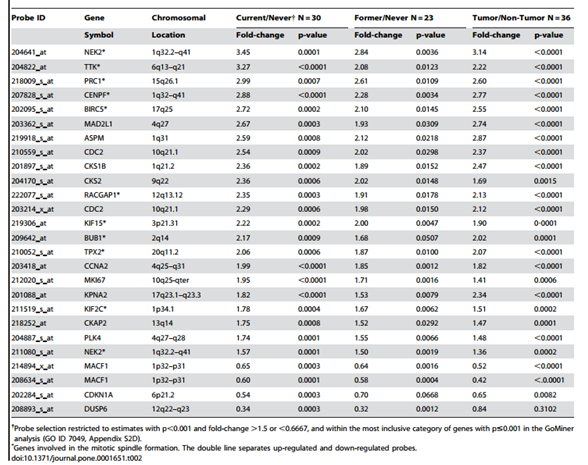 Probe ID Gene Chromosomal Current/Never† N = 30 Former/Never N = 23 Tumor/Non-Tumor N = 36
Symbol Location Fold-change p-value Fold-change p-value Fold-change p-value
204641_at NEK2* 1q32.2–q41 3.45 0.0001 2.84 0.0036 3.14 <0.0001
204822_at TTK* 6q13–q21 3.27 <0.0001 2.08 0.0123 2.22 <0.0001
218009_s_at PRC1* 15q26.1 2.99 0.0007 2.61 0.0109 2.60 <0.0001
207828_s_at CENPF* 1q32–q41 2.88 <0.0001 2.28 0.0034 2.77 <0.0001
202095_s_at BIRC5* 17q25 2.72 0.0002 2.10 0.0145 2.55 <0.0001
203362_s_at MAD2L1 4q27 2.67 0.0003 1.93 0.0309 2.74 <0.0001
219918_s_at ASPM 1q31 2.59 0.0008 2.12 0.0218 2.87 <0.0001
210559_s_at CDC2 10q21.1 2.54 0.0009 2.02 0.0298 2.37 <0.0001
201897_s_at CKS1B 1q21.2 2.36 0.0002 1.89 0.0152 2.47 <0.0001
204170_s_at CKS2 9q22 2.36 0.0006 2.02 0.0148 1.69 0.0015
222077_s_at RACGAP1* 12q13.12 2.35 0.0003 1.91 0.0178 2.13 <0.0001
203214_x_at CDC2 10q21.1 2.29 0.0006 1.98 0.0150 2.12 <0.0001
219306_at KIF15* 3p21.31 2.22 0.0002 2.00 0.0047 1.90 0·0001
209642_at BUB1* 2q14 2.17 0.0009 1.68 0.0507 2.02 0.0001
210052_s_at TPX2* 20q11.2 2.06 0.0006 1.87 0.0100 2.07 <0.0001
203418_at CCNA2 4q25–q31 1.99 <0.0001 1.85 0.0012 1.82 <0.0001
212020_s_at MKI67 10q25-qter 1.95 <0.0001 1.71 0.0016 1.41 0.0006
201088_at KPNA2 17q23.1–q23.3 1.82 <0.0001 1.53 0.0079 2.34 <0.0001
211519_s_at KIF2C* 1p34.1 1.78 0.0004 1.67 0.0062 1.51 0.0002
218252_at CKAP2 13q14 1.75 0.0008 1.52 0.0292 1.47 0.0001
204887_s_at PLK4 4q27–q28 1.74 0.0001 1.55 0.0066 1.48 <0.0001
211080_s_at NEK2* 1q32.2–q41 1.57 0.0001 1.50 0.0019 1.36 0.0002
214894_x_at MACF1 1p32–p31 0.65 0.0003 0.64 0.0016 0.52 <0.0001
208634_s_at MACF1 1p32–p31 0.60 0.0001 0.58 0.0004 0.42 <.0.0001
202284_s_at CDKN1A 6p21.2 0.54 0.0003 0.70 0.0668 0.65 0.0082
208893_s_at DUSP6 12q22–q23 0.34 0.0003 0.32 0.0012 0.84 0.3102
†Probe selection restricted to estimates with p<0.001 and fold-change >1.5 or <0.6667, and within the most inclusive category of genes with p≤0.001 in the GoMiner
analysis (GO ID 7049, Appendix S2D).
*Genes involved in the mitotic spindle formation. The double line separates up-regulated and down-regulated probes.
doi:10.1371/journal.pone.0001651.t002